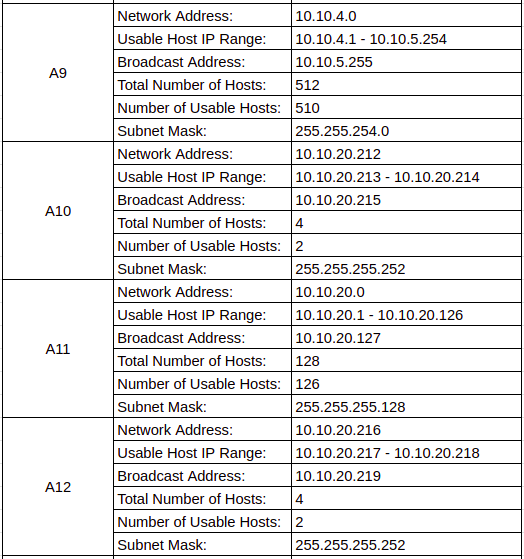 A9
Network Address: 10.10.4.0
Usable Host IP Range: 10.10.4.1 - 10.10.5.254
Broadcast Address: 10.10.5.255
Total Number of Hosts: 512
Number of Usable Hosts: 510
Subnet Mask: 255.255.254.0
A10
Network Address: 10.10.20.212
Usable Host IP Range: 10.10.20.213 - 10.10.20.214
Broadcast Address: 10.10.20.215
Total Number of Hosts: 4
Number of Usable Hosts: 2
Subnet Mask: 255.255.255.252
A11
Network Address: 10.10.20.0
Usable Host IP Range: 10.10.20.1 - 10.10.20.126
Broadcast Address: 10.10.20.127
Total Number of Hosts: 128
Number of Usable Hosts: 126
Subnet Mask: 255.255.255.128
A12
Network Address: 10.10.20.216
Usable Host IP Range: 10.10.20.217 - 10.10.20.218
Broadcast Address: 10.10.20.219
Total Number of Hosts: 4
Number of Usable Hosts: 2
Subnet Mask: 255.255.255.252